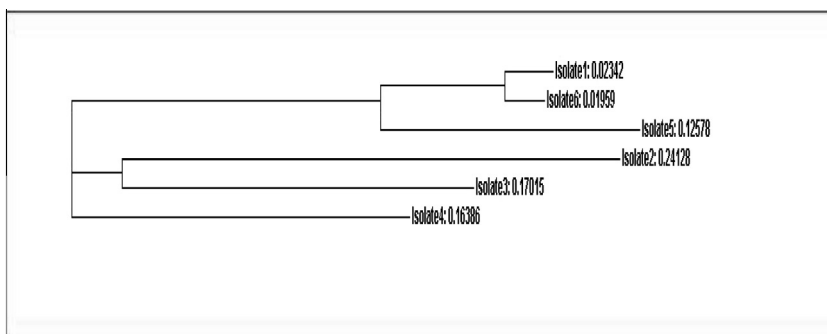 Isolate1: 0.02342
Isolate6: 0.01959
Isolate5: 0.12578
Isolate2: 0.24128
Isolate3: 0.17015
Isolate4: 0.16386